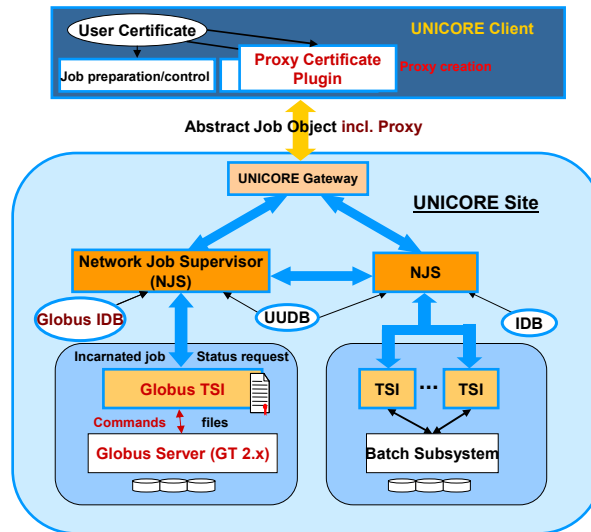 UNICORE Client
User Certificate
Job preparation/control
Proxy Certificate
Plugin
Proxy creation
Abstract Job Object incl. Proxy
UNICORE Gateway
UNICORE Site
Network Job Supervisor
(NJS)
NJS
Globus IDB
UUDB
IDB
Incarnated job Status request
Globus TSI
TSI ... TSI
Commands files
Globus Server (GT 2.x)
Batch Subsystem